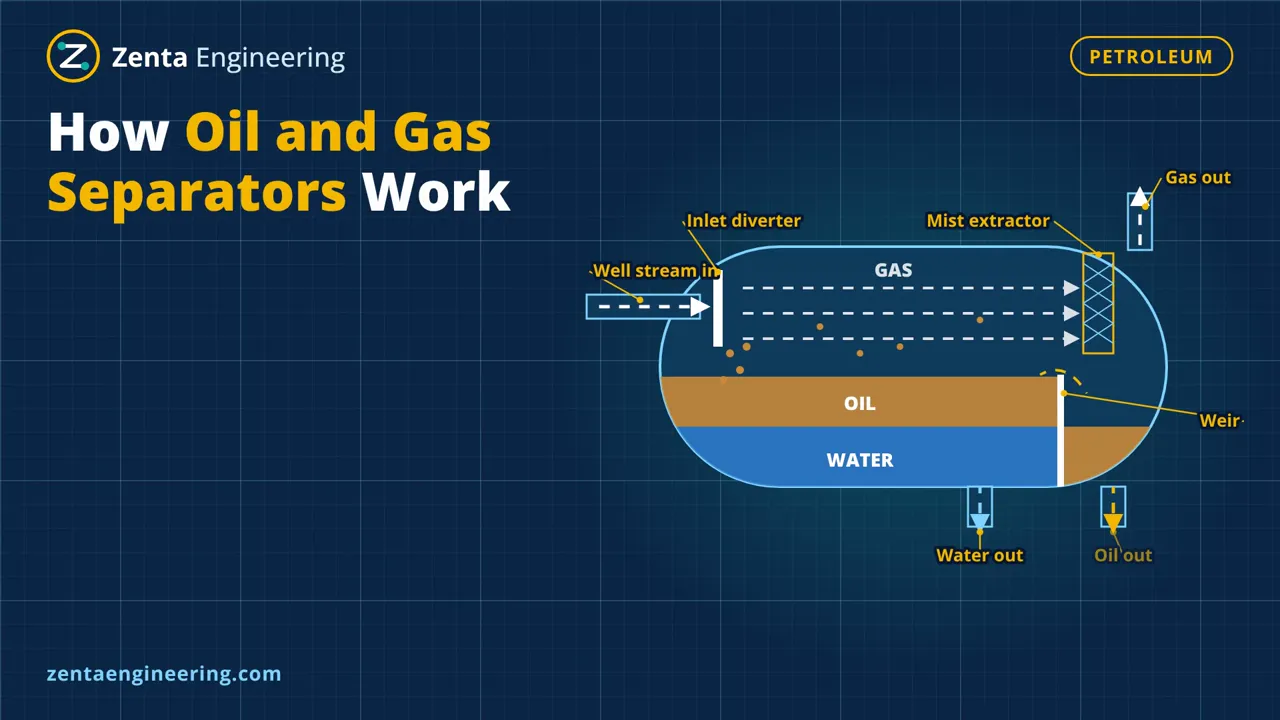 Zenta Engineering
PETROLEUM
How Oil and Gas
Separators Work
Gas out
Inlet diverter
Mist extractor
Well stream in
GAS
OIL
Weir
WATER
Water out
Oil out
zentaengineering.com